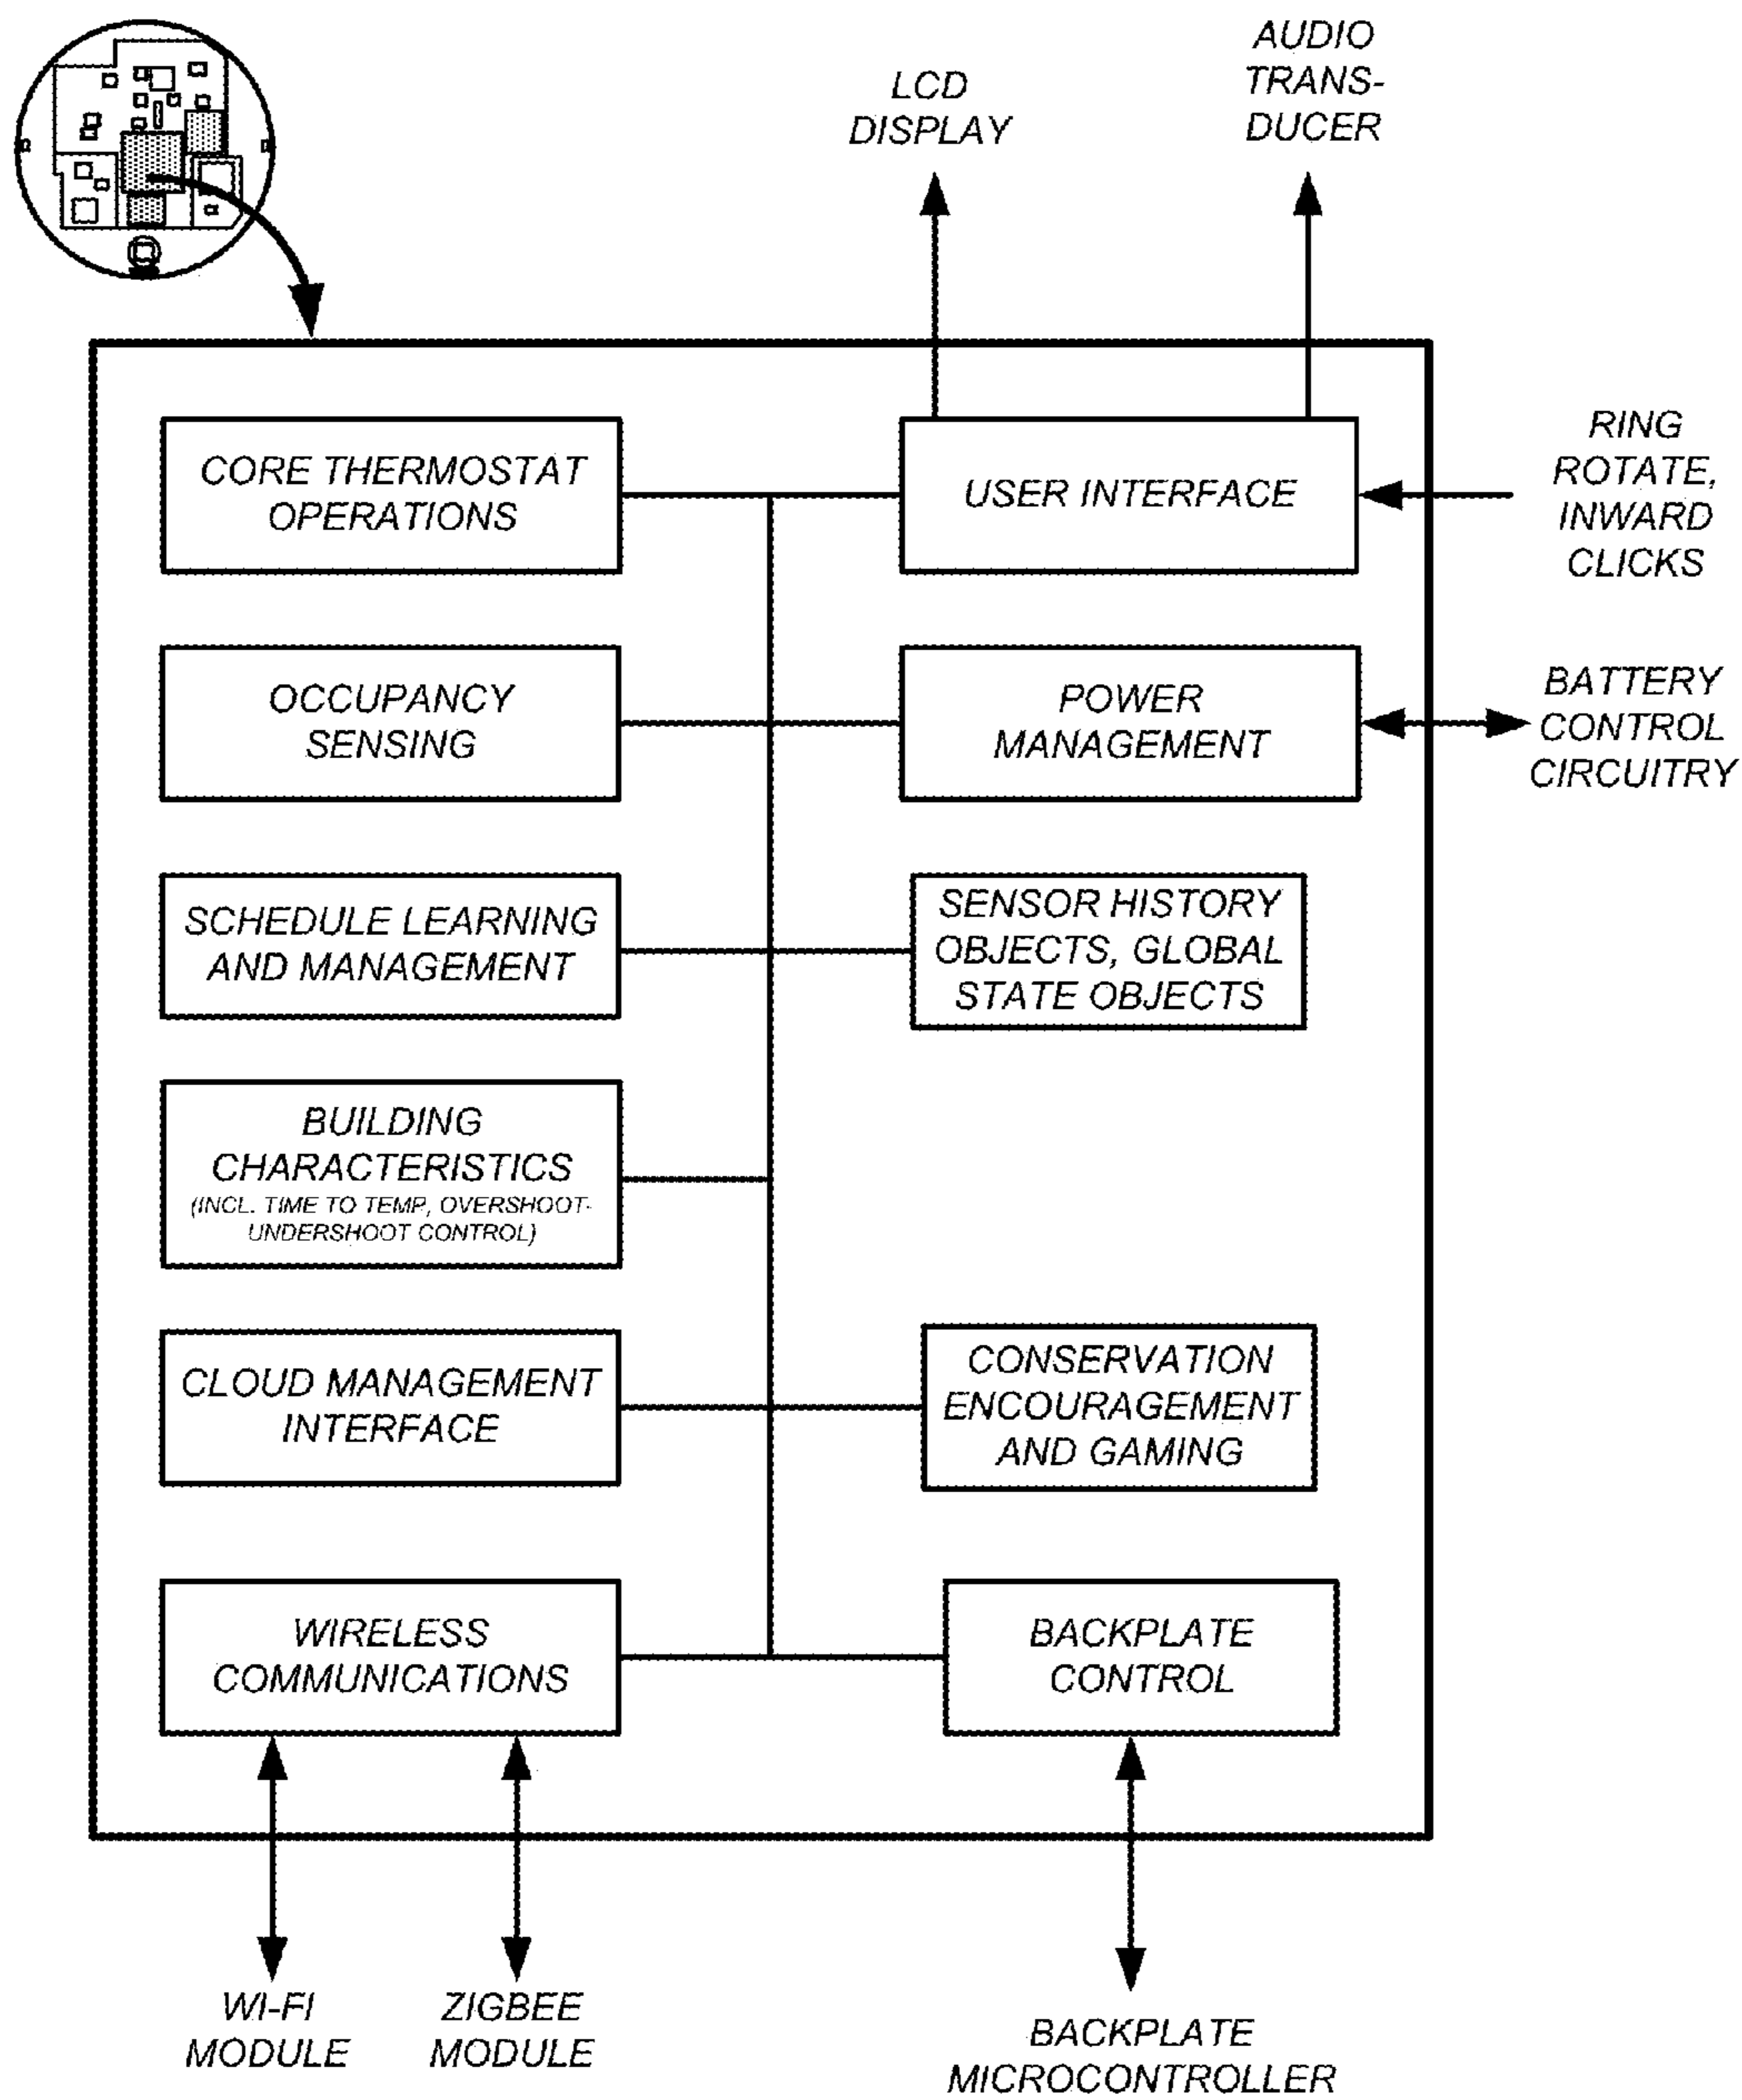 LCD
DISPLAY
AUDIO
TRANS-
DUCER
CORE THERMOSTAT
OPERATIONS
USER INTERFACE
RING
ROTATE,
INWARD
CLICKS
OCCUPANCY
SENSING
POWER
MANAGEMENT
BATTERY
CONTROL
CIRCUITRY
SCHEDULE LEARNING
AND MANAGEMENT
SENSOR HISTORY
OBJECTS, GLOBAL
STATE OBJECTS
BUILDING
CHARACTERISTICS
(INCL. TIME TO TEMP, OVERSHOOT-
UNDERSHOOT CONTROL)
CLOUD MANAGEMENT
INTERFACE
CONSERVATION
ENCOURAGEMENT
AND GAMING
WIRELESS
COMMUNICATIONS
BACKPLATE
CONTROL
WI-FI
MODULE
ZIGBEE
MODULE
BACKPLATE
MICROCONTROLLER